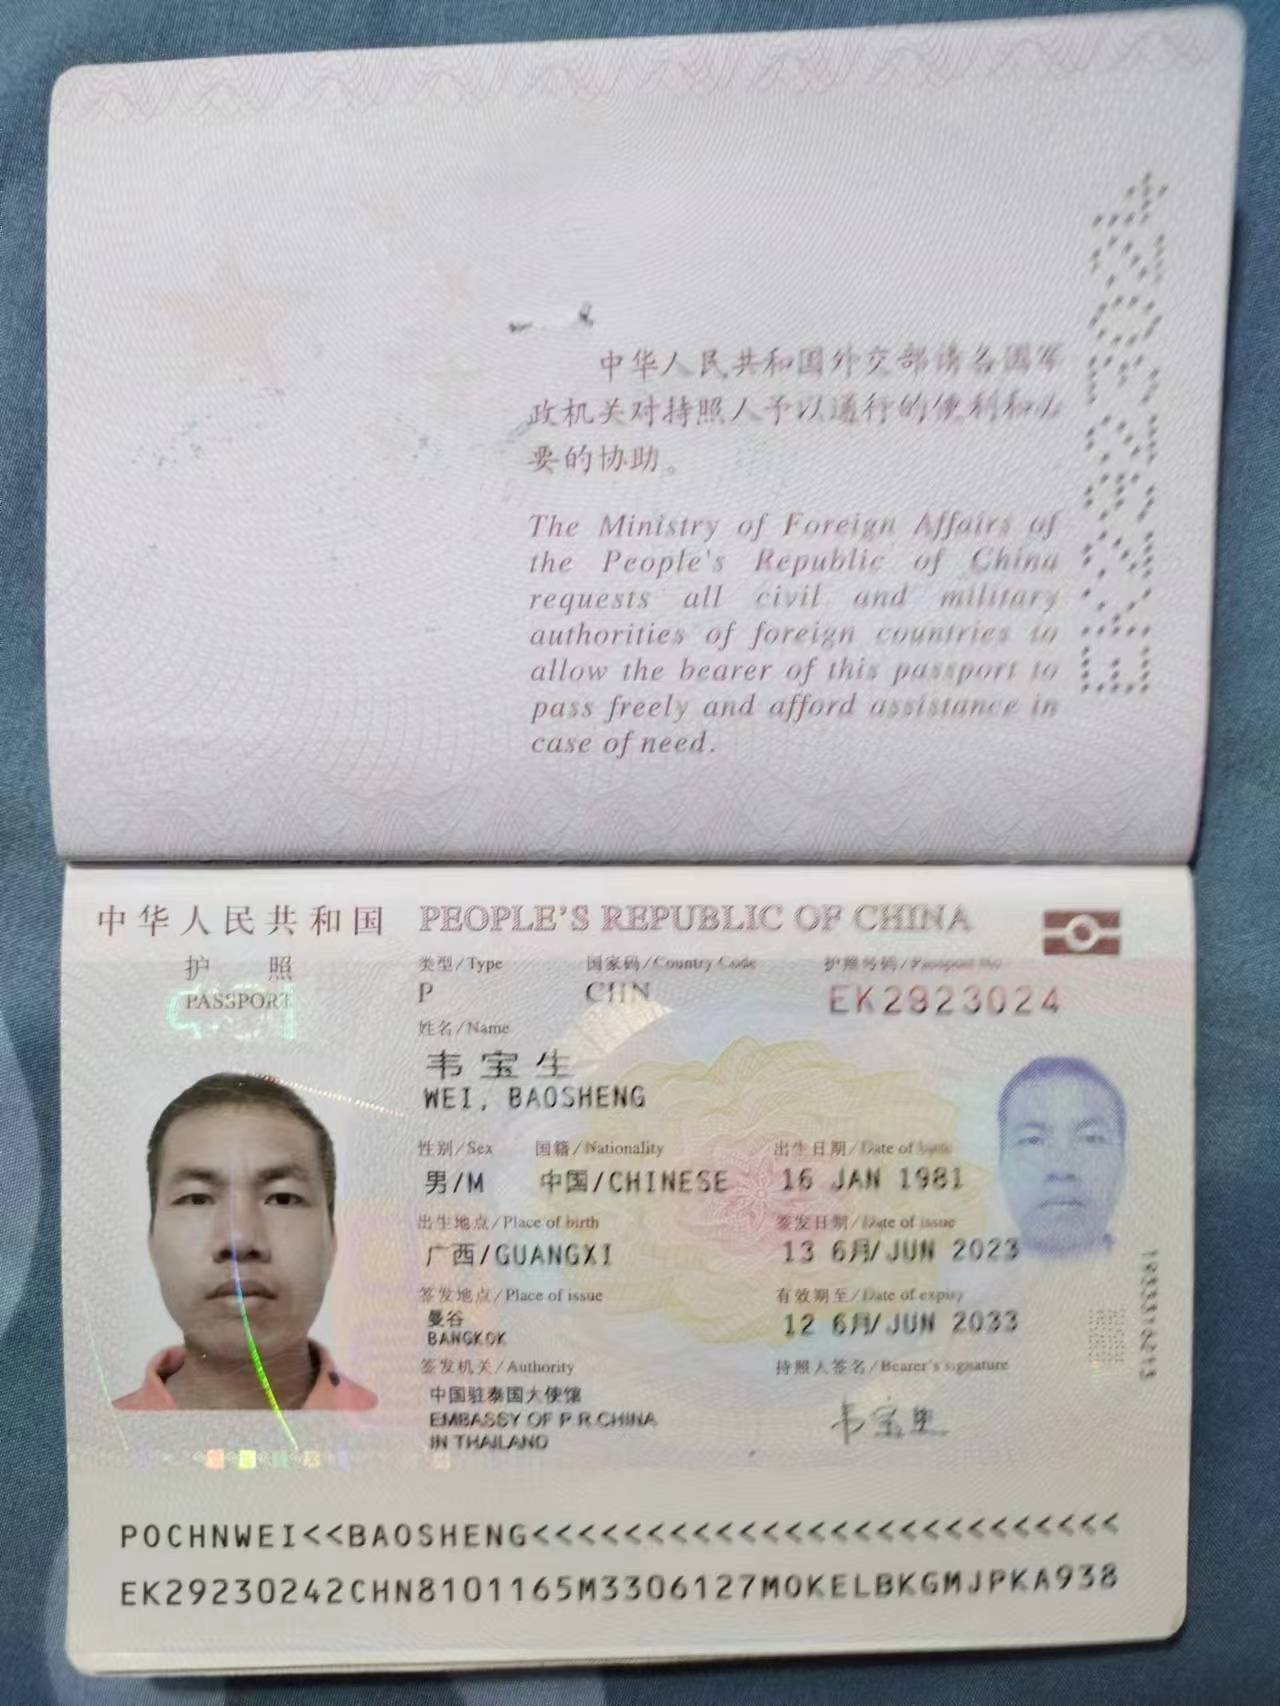 中华人民共和国外交部请各国军
政机关对持照人予以通行的便利和必
要的协助。
The Ministry of Foreign Affairs of
the People's Republic of China
requests all civil and military
authorities of foreign countries to
allow the bearer of this passport to
pass freely and afford assistance in
case of need.
EK2923024
中华人民共和国 PEOPLE'S REPUBLIC OF CHINA
护照
PASSPORT
类型/Type 国家码/Country Code 护照号码/Passport No
P CHN EK2923024
姓名/Name
韦宝生
WEI, BAOSHENG
性别/Sex 国籍/Nationality 出生日期/Date of birth
男/M 中国/CHINESE 16 JAN 1981
出生地点/Place of birth 签发日期/Date of issue
广西/GUANGXI 13 6月/JUN 2023
签发地点/Place of issue 有效期至/Date of expiry
曼谷
BANGKOK 12 6月/JUN 2033
签发机关/Authority 持照人签名/Bearer's signature
中国驻泰国大使馆
EMBASSY OF P.R.CHINA
IN THAILAND
韦宝生
POCHNWEI<<BAOSHENG<<<<<<<<<<<<<<<<<<<<<<<<<<
EK29230242CHN8101165M3306127MOKELBKGMJPKA938